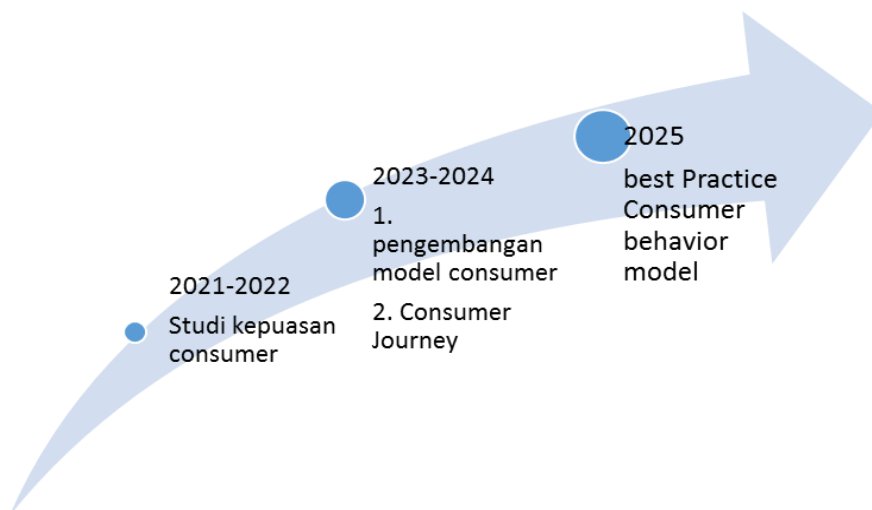 2021-2022
Studi kepuasan
consumer
2023-2024
1.
pengembangan
model consumer
2. Consumer
Journey
2025
best Practice
Consumer
behavior
model